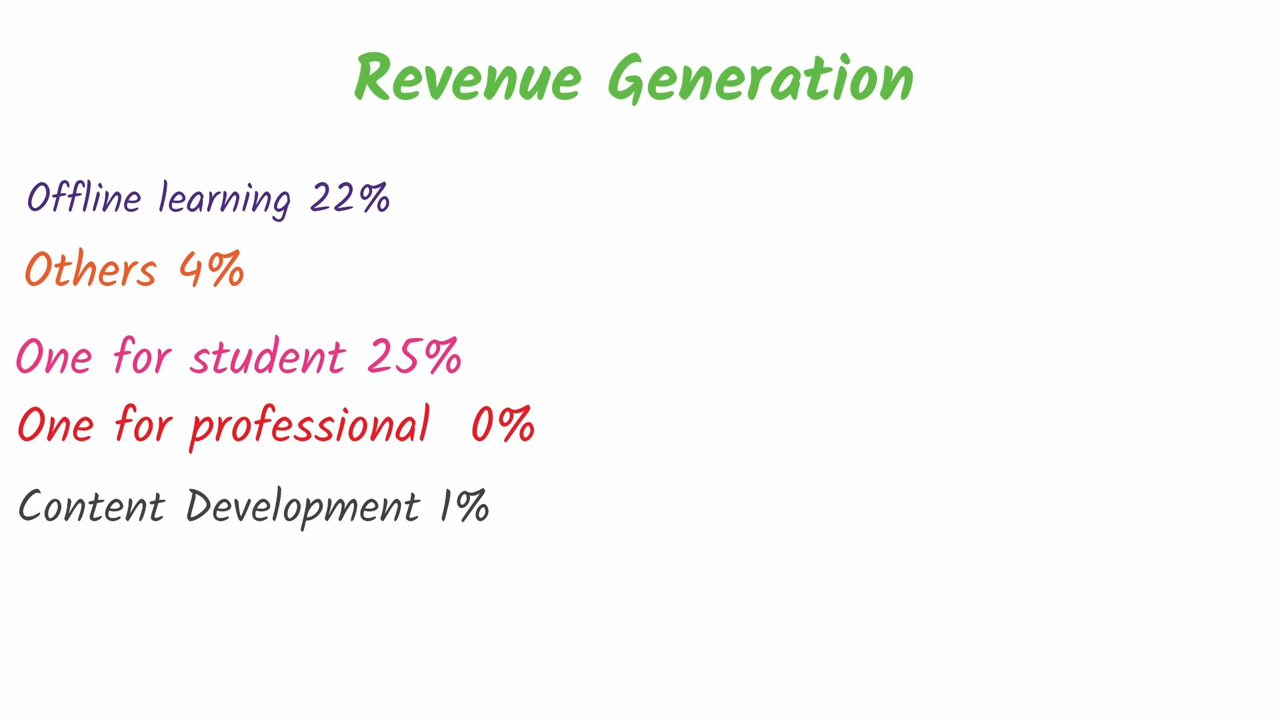 Revenue Generation
Offline learning 22%
Others 4%
One for student 25%
One for professional 0%
Content Development 1%